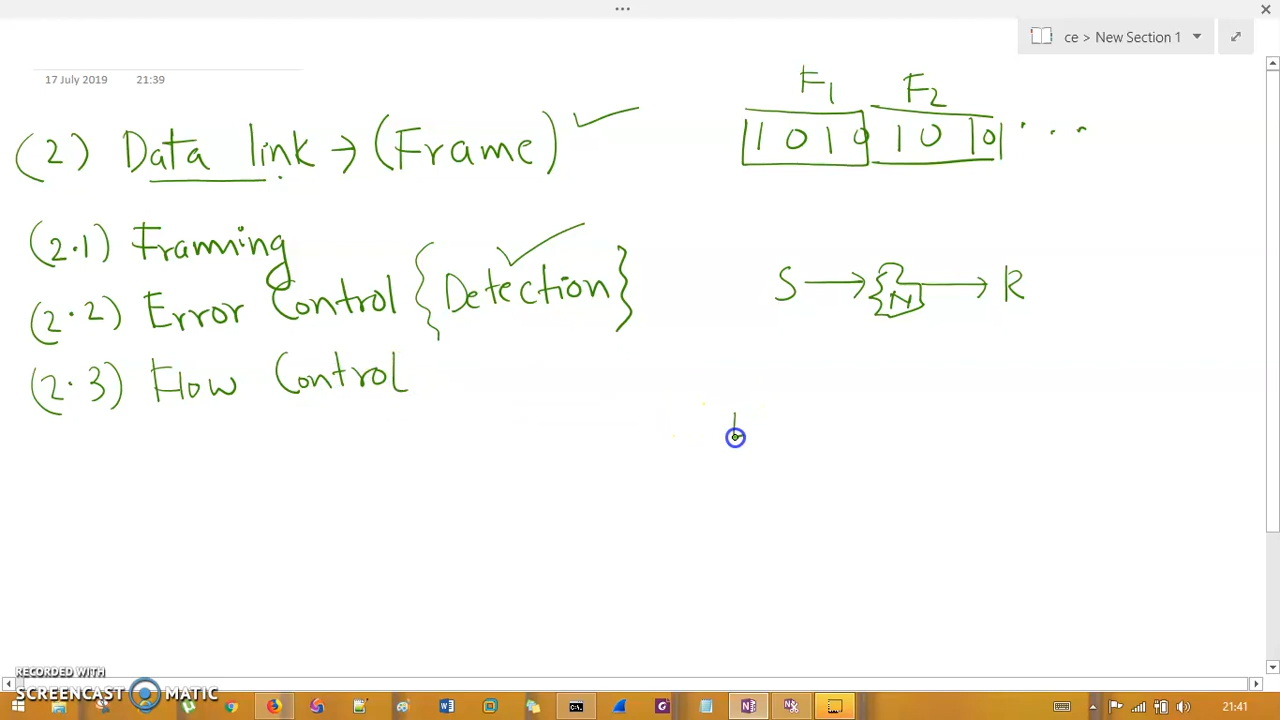 ce > New Section 1
17 July 2019 21:39
F1 F2
1 0 1 0 1 0 1 0 . . .
(2) Data link → (Frame) ✓
(2.1) Framing
(2.2) Error Control { Detection } ✓
S → N → R
(2.3) Flow Control
RECORDED WITH
SCREENCAST MATIC
21:41